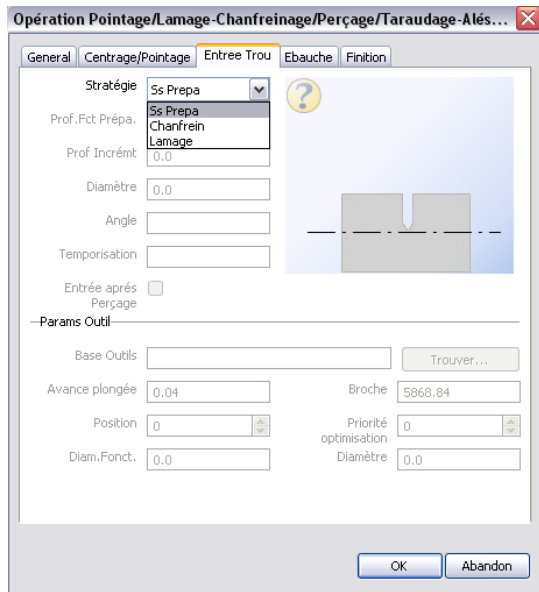 Opération Pointage/Lamage-Chanfreinage/Perçage/Taraudage-Alés...
General Centrage/Pointage Entree Trou Ebauche Finition
Stratégie Ss Prepa
Ss Prepa
Chanfrein
Lamage
Prof.Fct Prépa.
Prof Incrémt 0.0
Diamètre 0.0
Angle
Temporisation
Entrée aprés
Perçage
Params Outil
Base Outils Trouver...
Avance plongée 0.04 Broche 5868.84
Position 0 Priorité
optimisation 0
Diam.Fonct. 0.0 Diamètre 0.0
OK Abandon